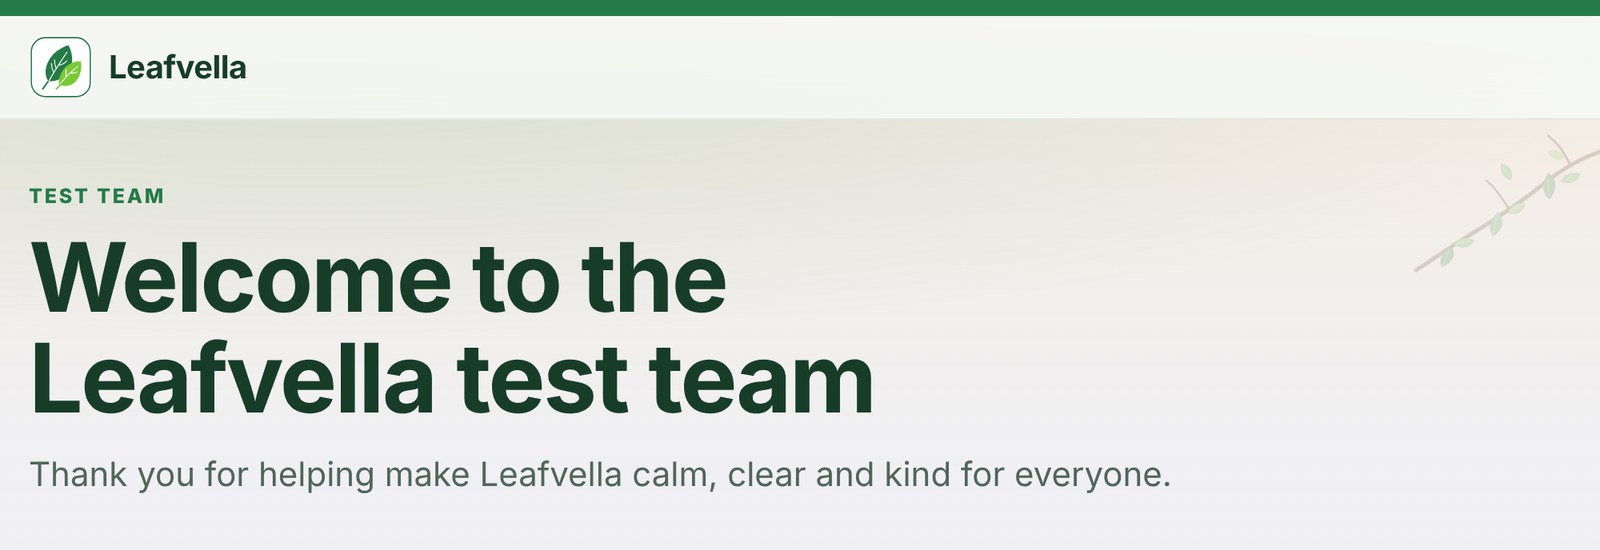 Leafvella
TEST TEAM
Welcome to the
Leafvella test team
Thank you for helping make Leafvella calm, clear and kind for everyone.